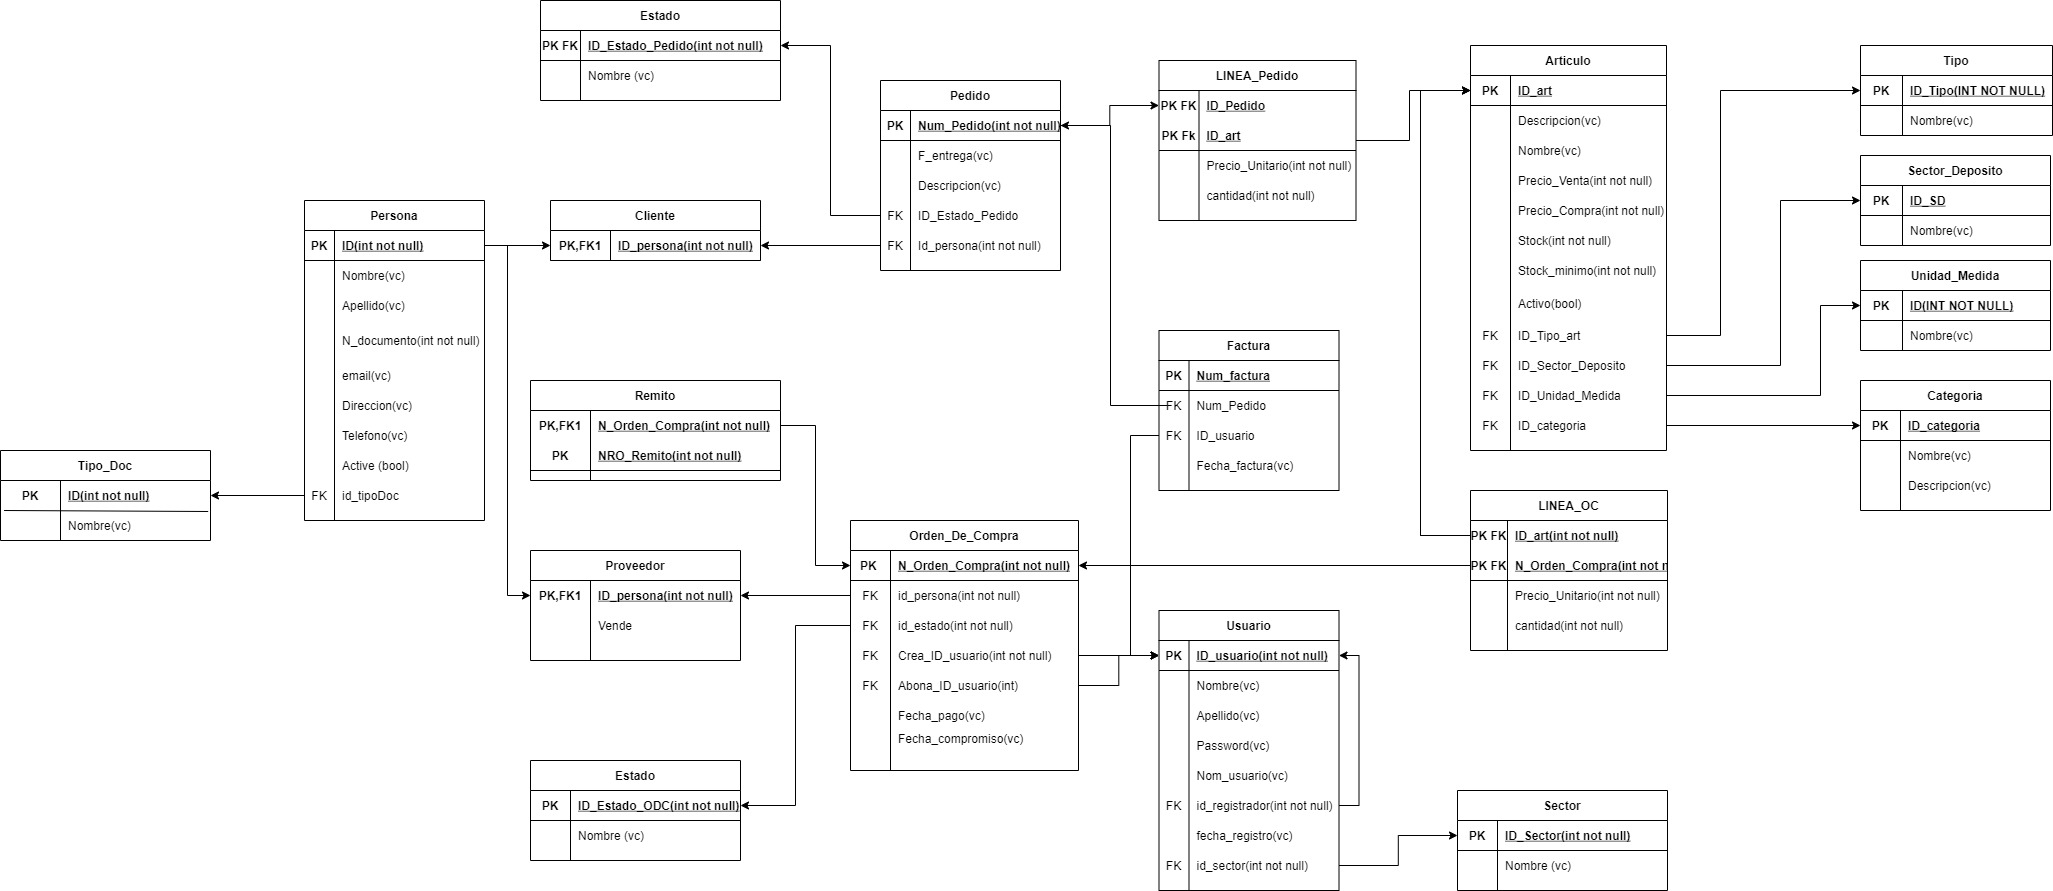 Estado
PK FK ID_Estado_Pedido(int not null)
Nombre (vc)
Pedido
PK Num_Pedido(int not null)
F_entrega(vc)
Descripcion(vc)
FK ID_Estado_Pedido
FK Id_persona(int not null)
LINEA_Pedido
PK FK ID_Pedido
PK Fk ID_art
Precio_Unitario(int not null)
cantidad(int not null)
Articulo
PK ID_art
Descripcion(vc)
Nombre(vc)
Precio_Venta(int not null)
Precio_Compra(int not null)
Stock(int not null)
Stock_minimo(int not null)
Activo(bool)
FK ID_Tipo_art
FK ID_Sector_Deposito
FK ID_Unidad_Medida
FK ID_categoria
Tipo
PK ID_Tipo(INT NOT NULL)
Nombre(vc)
Sector_Deposito
PK ID_SD
Nombre(vc)
Unidad_Medida
PK ID(INT NOT NULL)
Nombre(vc)
Categoria
PK ID_categoria
Nombre(vc)
Descripcion(vc)
Persona
PK ID(int not null)
Nombre(vc)
Apellido(vc)
N_documento(int not null)
email(vc)
Direccion(vc)
Telefono(vc)
Active (bool)
FK id_tipoDoc
Cliente
PK,FK1 ID_persona(int not null)
Factura
PK Num_factura
FK Num_Pedido
FK ID_usuario
Fecha_factura(vc)
Remito
PK,FK1 N_Orden_Compra(int not null)
PK NRO_Remito(int not null)
Tipo_Doc
PK ID(int not null)
Nombre(vc)
Proveedor
PK,FK1 ID_persona(int not null)
Vende
Orden_De_Compra
PK N_Orden_Compra(int not null)
FK id_persona(int not null)
FK id_estado(int not null)
FK Crea_ID_usuario(int not null)
FK Abona_ID_usuario(int)
Fecha_pago(vc)
Fecha_compromiso(vc)
LINEA_OC
PK FK ID_art(int not null)
PK FK N_Orden_Compra(int not n
Precio_Unitario(int not null)
cantidad(int not null)
Usuario
PK ID_usuario(int not null)
Nombre(vc)
Apellido(vc)
Password(vc)
Nom_usuario(vc)
FK id_registrador(int not null)
fecha_registro(vc)
FK id_sector(int not null)
Estado
PK ID_Estado_ODC(int not null)
Nombre (vc)
Sector
PK ID_Sector(int not null)
Nombre (vc)